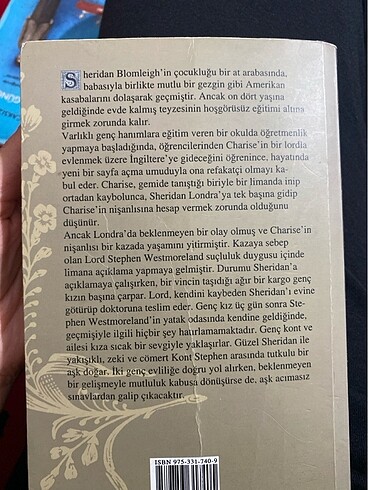 Sheridan Blomleigh'in çocukluğu bir at arabasında,
babasıyla birlikte mutlu bir gezgin gibi Amerikan
kasabalarını dolaşarak geçmiştir. Ancak on dört yaşına
geldiğinde evde kalmış teyzesinin hoşgörüsüz eğitimi altına
girmek zorunda kalır.
Varlıklı genç hanımlara eğitim veren bir okulda öğretmenlik
yapmaya başladığında, öğrencilerinden Charise'in bir lordla
evlenmek üzere İngiltere'ye gideceğini öğrenince, hayatında
yeni bir sayfa açma umuduyla ona refakatçi olmayı ka-
bul eder. Charise, gemide tanıştığı biriyle bir limanda inip
ortadan kaybolunca, Sheridan Londra'ya tek başına gidip
Charise'in nişanlısına hesap vermek zorunda olduğunu
düşünür.
Ancak Londra'da beklenmeyen bir olay olmuş ve Charise'in
nişanlısı bir kazada yaşamını yitirmiştir. Kazaya sebep
olan Lord Stephen Westmoreland suçluluk duygusu içinde
limana açıklama yapmaya gelmiştir. Durumu Sheridan'a
açıklamaya çalışırken, bir vincin taşıdığı ağır bir kargo genç
kızın başına çarpar. Lord, kendini kaybeden Sheridan'ı evine
götürüp doktoruna teslim eder. Genç kız üç gün sonra Ste-
phen Westmoreland'in yatak odasında kendine geldiğinde,
geçmişiyle ilgili hiçbir şey hatırlamamaktadır. Genç kont ve
ailesi kıza sıcak bir sevgiyle yaklaşırlar. Güzel Sheridan ile
yakışıklı, zeki ve cömert Kont Stephen arasında tutkulu bir
aşk doğar. İki genç evliliğe doğru yol alırken, beklenmeyen
bir gelişmeyle mutluluk kabusa dönüşürse de, aşk acımasız
sınavlardan galip çıkacaktır.
ISBN 975-331-740-9